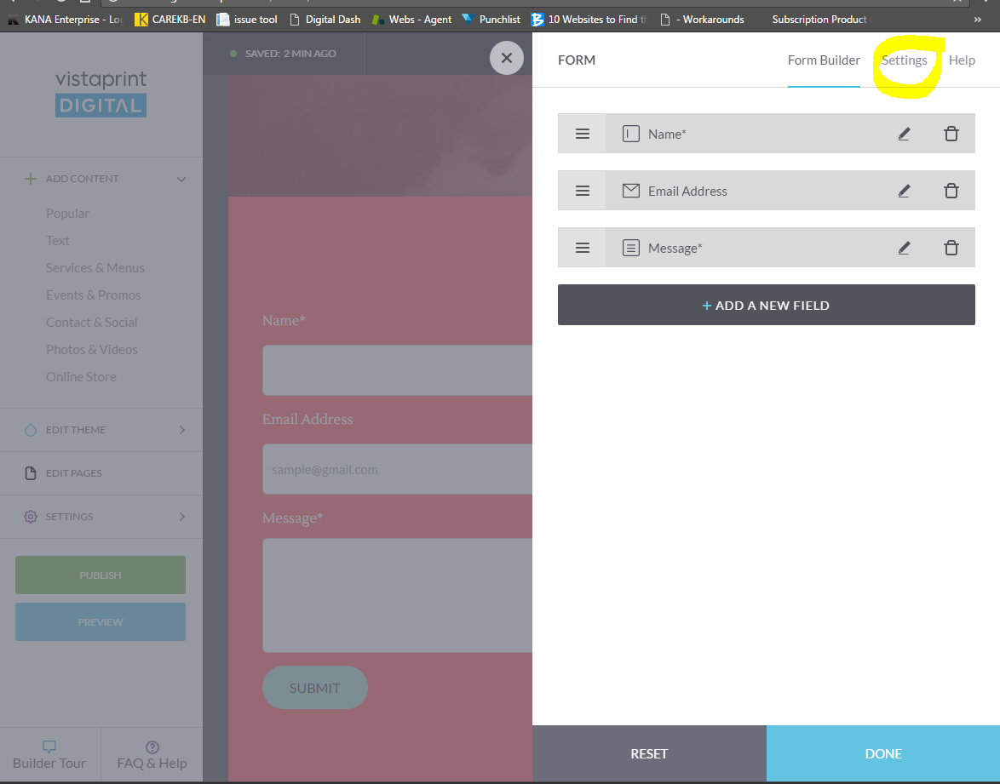 KANA Enterprise - Lo
CAREKB-EN
issue tool
Digital Dash
Webs - Agent
Punchlist
10 Websites to Find t
- Workarounds
Subscription Product
»
vistaprint
DIGITAL
SAVED: 2 MIN AGO
ADD CONTENT
Popular
Text
Services & Menus
Events & Promos
Contact & Social
Photos & Videos
Online Store
EDIT THEME
EDIT PAGES
SETTINGS
PUBLISH
PREVIEW
Builder Tour
FAQ & Help
Name*
Email Address
sample@gmail.com
Message*
SUBMIT
FORM
Form Builder
Settings
Help
Name*
Email Address
Message*
+ ADD A NEW FIELD
RESET
DONE